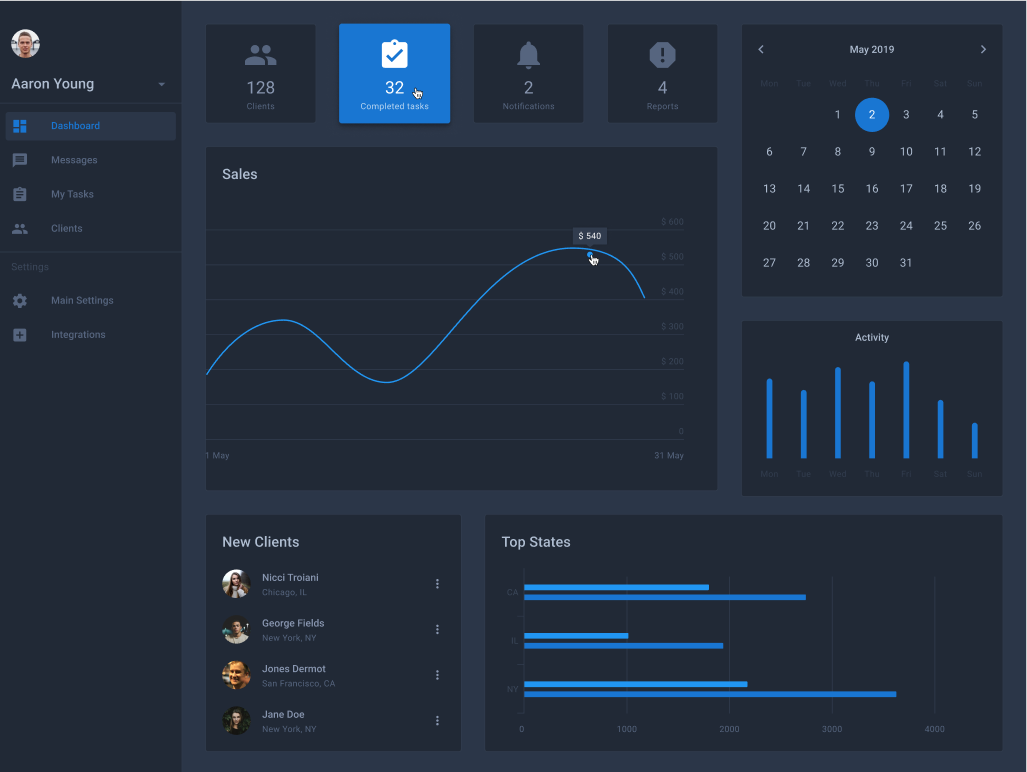 Aaron Young
Dashboard
Messages
My Tasks
Clients
Settings
Main Settings
Integrations
128
Clients
32
Completed tasks
2
Notifications
4
Reports
Sales
$ 600
$ 540
$ 500
$ 400
$ 300
$ 200
$ 100
0
1 May 31 May
May 2019
Mon Tue Wed Thu Fri Sat Sun
1 2 3 4 5
6 7 8 9 10 11 12
13 14 15 16 17 18 19
20 21 22 23 24 25 26
27 28 29 30 31
Activity
Mon Tue Wed Thu Fri Sat Sun
New Clients
Nicci Troiani
Chicago, IL
George Fields
New York, NY
Jones Dermot
San Francisco, CA
Jane Doe
New York, NY
Top States
CA
IL
NY
0 1000 2000 3000 4000